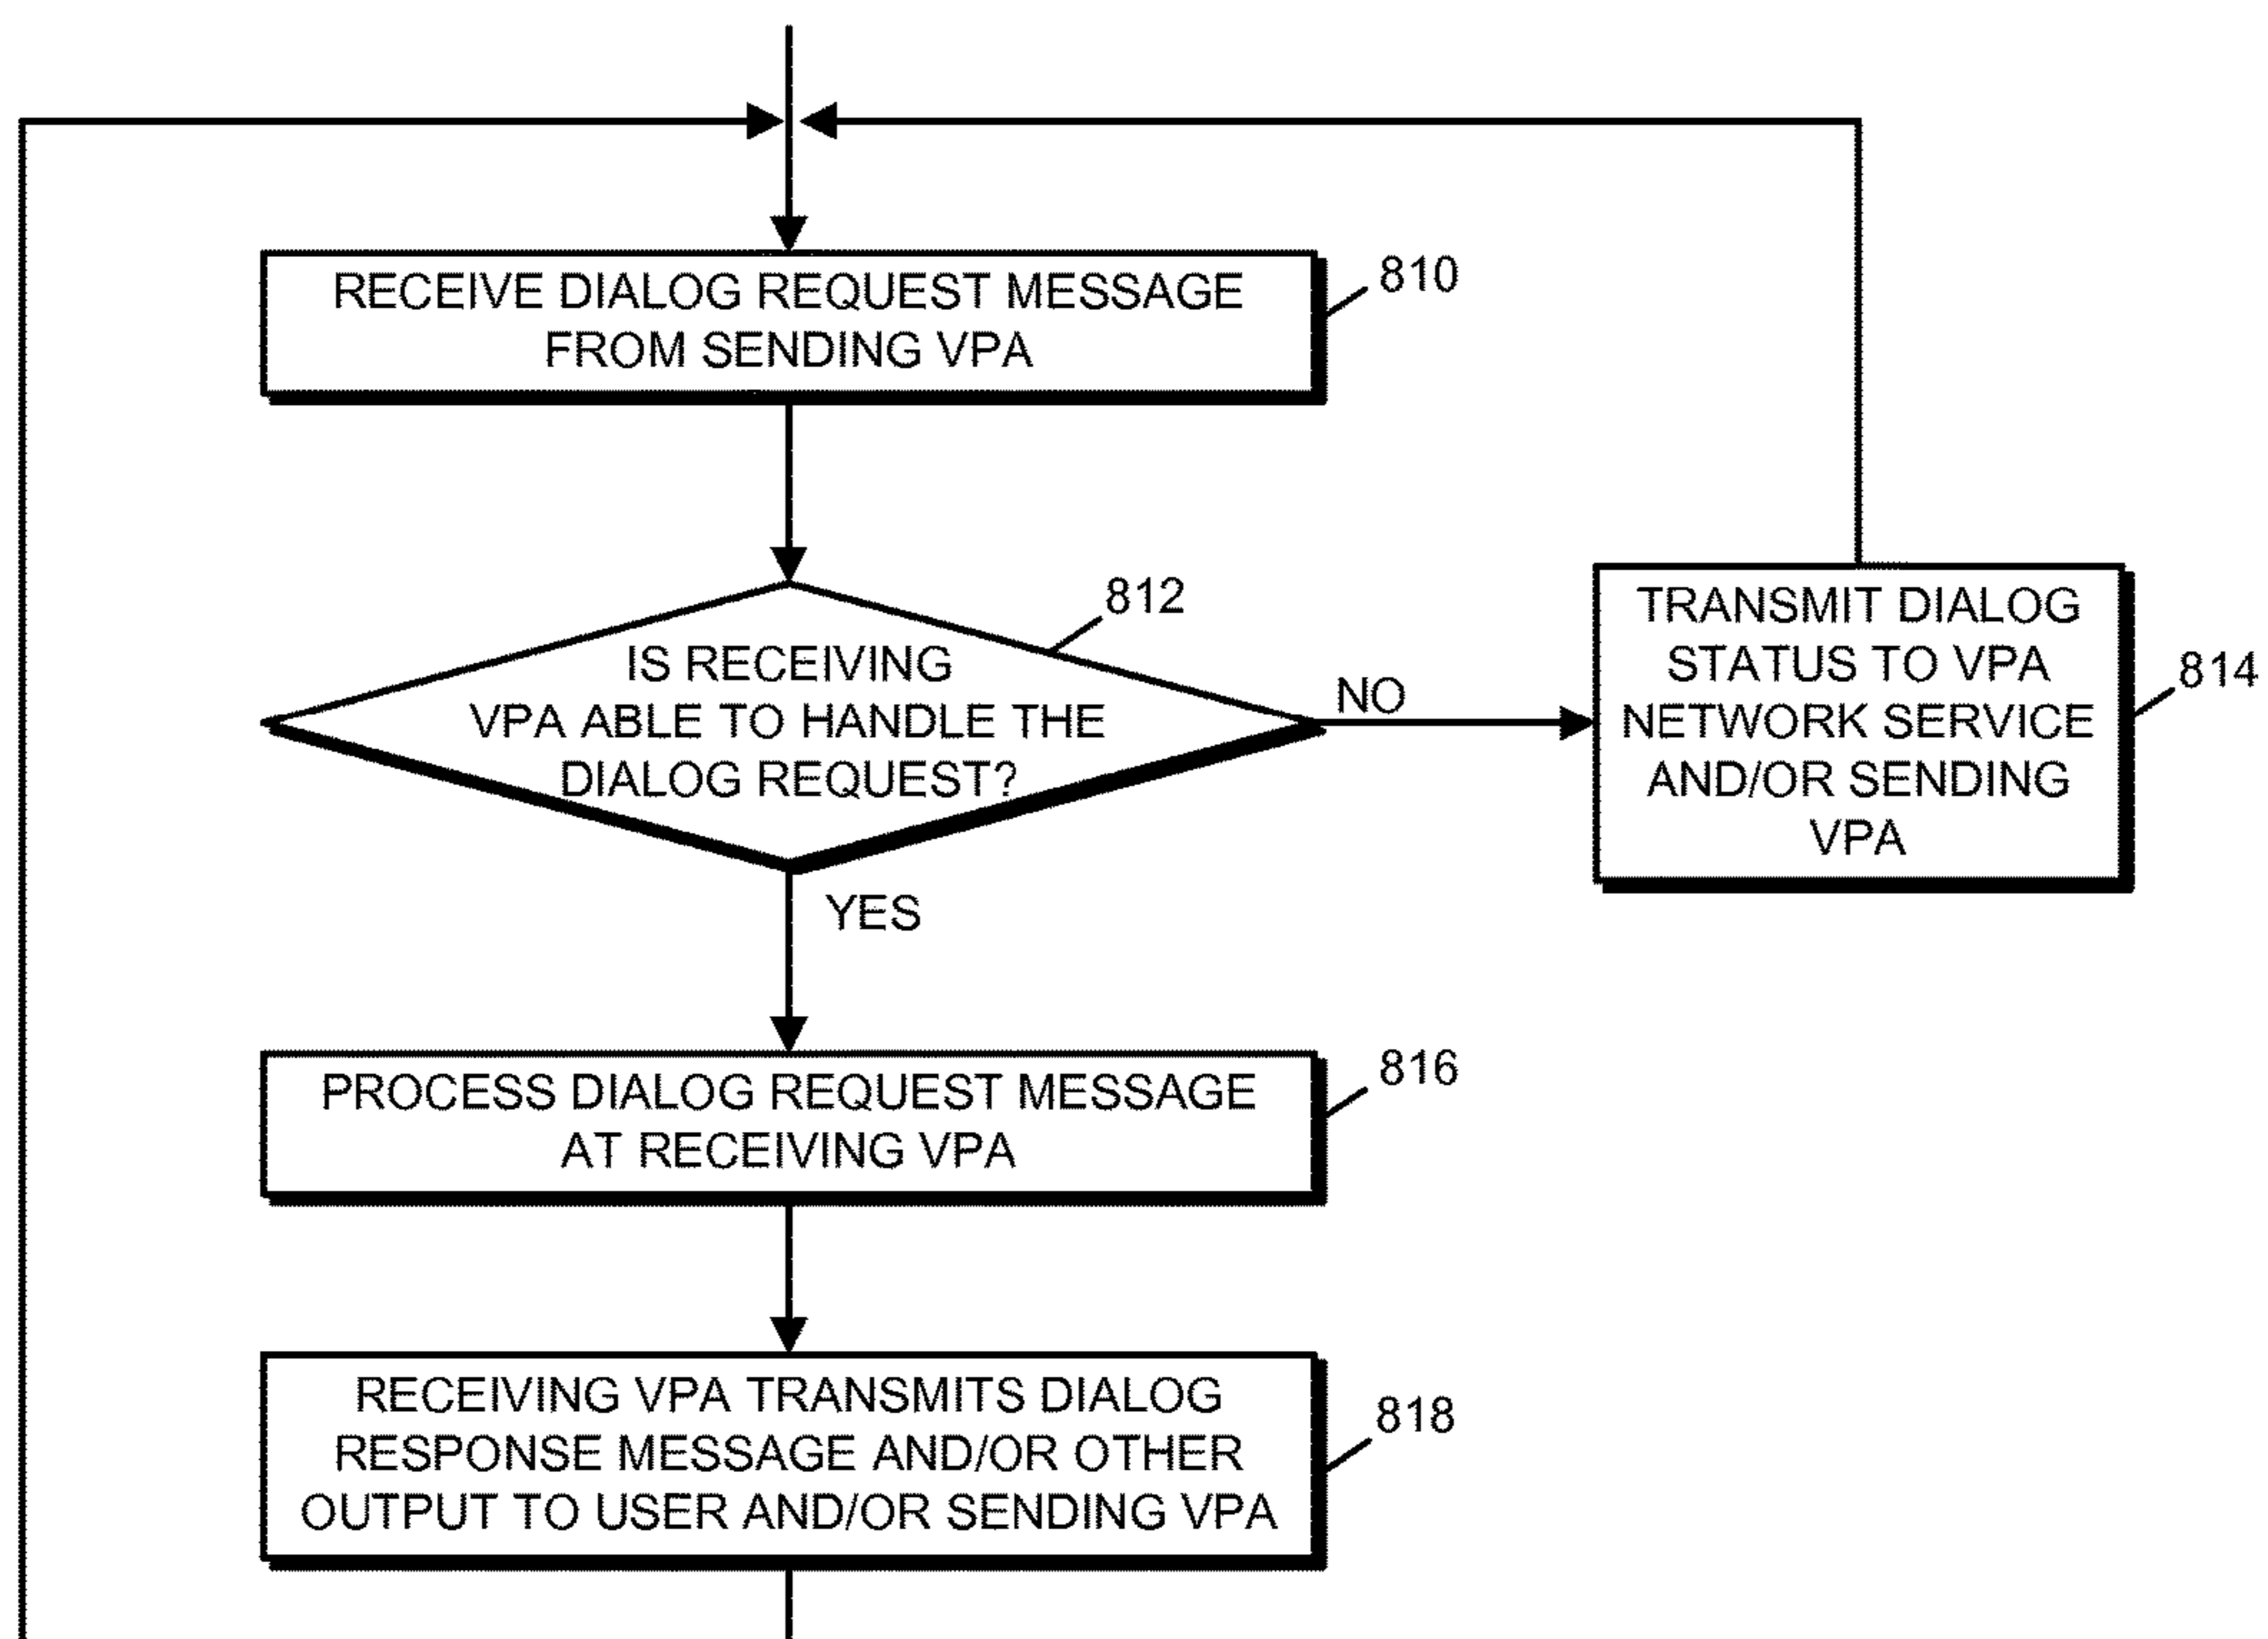 RECEIVE DIALOG REQUEST MESSAGE
FROM SENDING VPA
810
812
IS RECEIVING
VPA ABLE TO HANDLE THE
DIALOG REQUEST?
NO
TRANSMIT DIALOG
STATUS TO VPA
NETWORK SERVICE
AND/OR SENDING
VPA
814
YES
PROCESS DIALOG REQUEST MESSAGE
AT RECEIVING VPA
816
RECEIVING VPA TRANSMITS DIALOG
RESPONSE MESSAGE AND/OR OTHER
OUTPUT TO USER AND/OR SENDING VPA
818